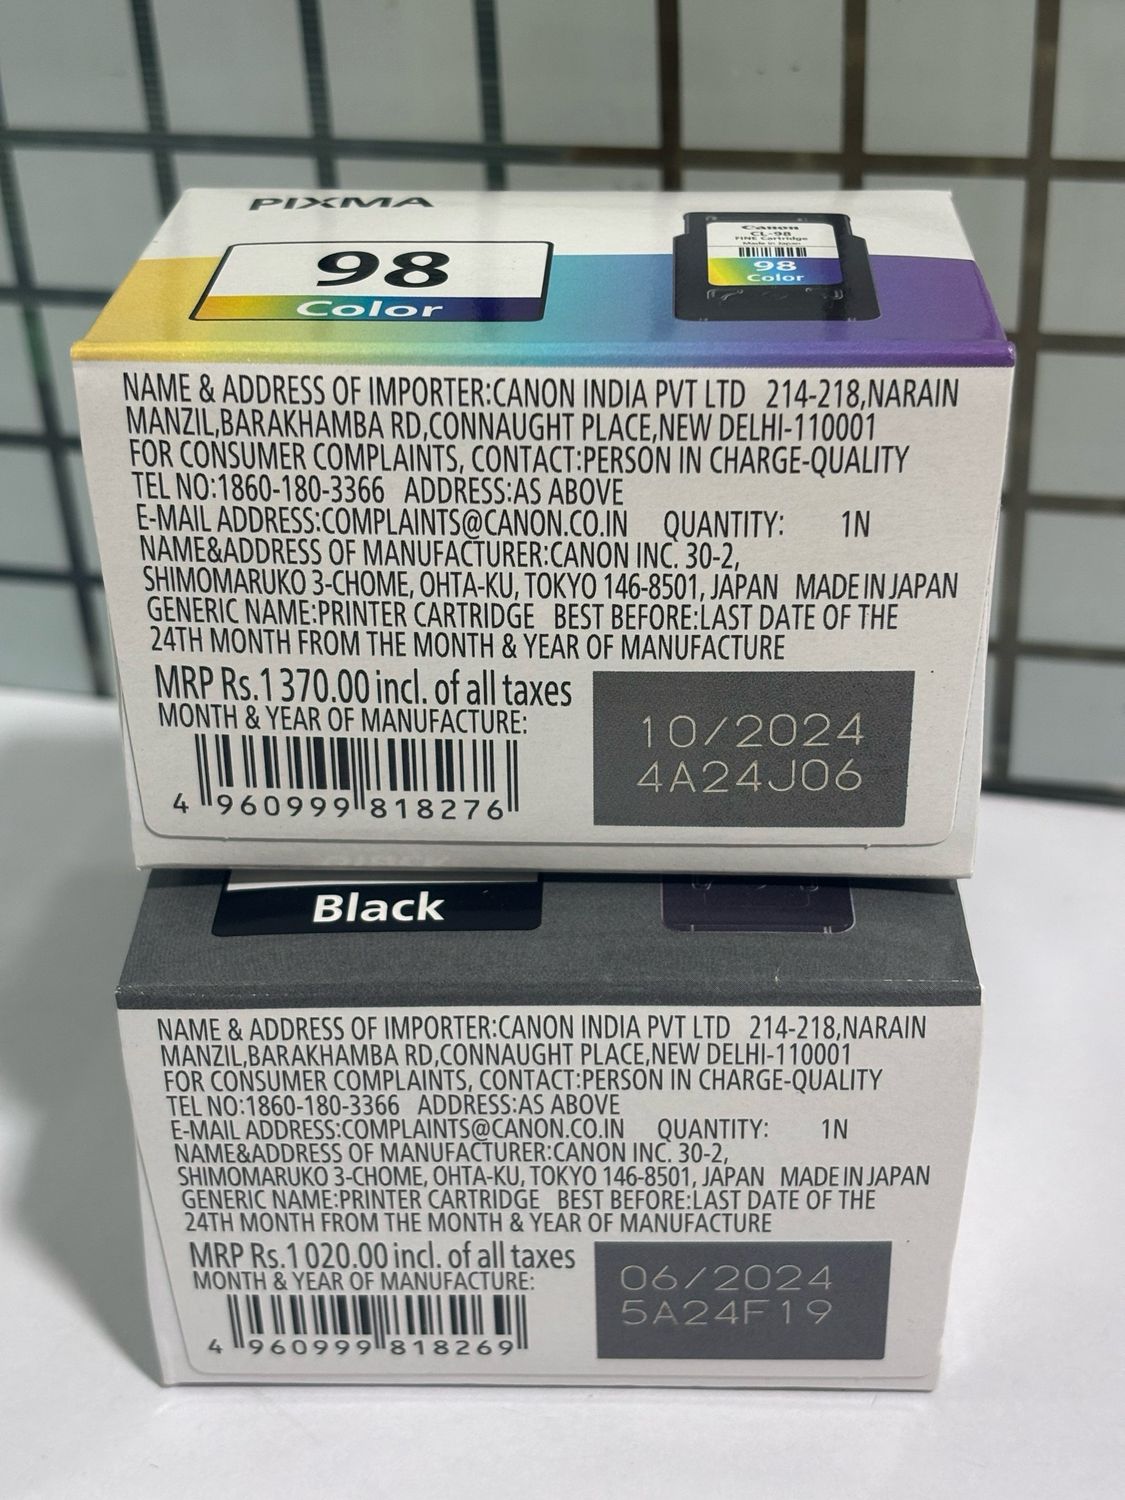 PIXMA
98
Color
Canon
CL-98
FINE Cartridge
Made in Japan
98
Color
NAME & ADDRESS OF IMPORTER:CANON INDIA PVT LTD 214-218,NARAIN
MANZIL,BARAKHAMBA RD,CONNAUGHT PLACE,NEW DELHI-110001
FOR CONSUMER COMPLAINTS, CONTACT:PERSON IN CHARGE-QUALITY
TEL NO:1860-180-3366 ADDRESS:AS ABOVE
E-MAIL ADDRESS:COMPLAINTS@CANON.CO.IN QUANTITY: 1N
NAME&ADDRESS OF MANUFACTURER:CANON INC. 30-2,
SHIMOMARUKO 3-CHOME, OHTA-KU, TOKYO 146-8501, JAPAN MADE IN JAPAN
GENERIC NAME:PRINTER CARTRIDGE BEST BEFORE:LAST DATE OF THE
24TH MONTH FROM THE MONTH & YEAR OF MANUFACTURE
MRP Rs.1370.00 incl. of all taxes
MONTH & YEAR OF MANUFACTURE:
10/2024
4A24J06
4 960999 818276
Black
NAME & ADDRESS OF IMPORTER:CANON INDIA PVT LTD 214-218,NARAIN
MANZIL,BARAKHAMBA RD,CONNAUGHT PLACE,NEW DELHI-110001
FOR CONSUMER COMPLAINTS, CONTACT:PERSON IN CHARGE-QUALITY
TEL NO:1860-180-3366 ADDRESS:AS ABOVE
E-MAIL ADDRESS:COMPLAINTS@CANON.CO.IN QUANTITY: 1N
NAME&ADDRESS OF MANUFACTURER:CANON INC. 30-2,
SHIMOMARUKO 3-CHOME, OHTA-KU, TOKYO 146-8501, JAPAN MADE IN JAPAN
GENERIC NAME:PRINTER CARTRIDGE BEST BEFORE:LAST DATE OF THE
24TH MONTH FROM THE MONTH & YEAR OF MANUFACTURE
MRP Rs.1020.00 incl. of all taxes
MONTH & YEAR OF MANUFACTURE:
06/2024
5A24F19
4 960999 818269